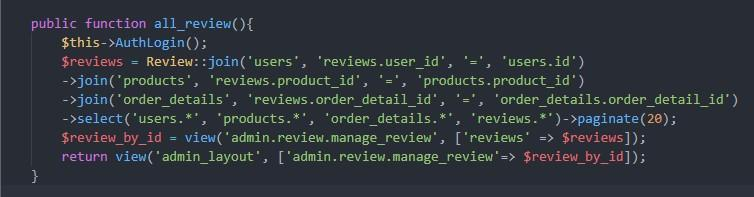 public function all_review(){
$this->AuthLogin();
$reviews = Review::join('users', 'reviews.user_id', '=', 'users.id')
->join('products', 'reviews.product_id', '=', 'products.product_id')
->join('order_details', 'reviews.order_detail_id', '=', 'order_details.order_detail_id')
->select('users.*', 'products.*', 'order_details.*', 'reviews.*')->paginate(20);
$review_by_id = view('admin.review.manage_review', ['reviews' => $reviews]);
return view('admin_layout', ['admin.review.manage_review'=> $review_by_id]);
}